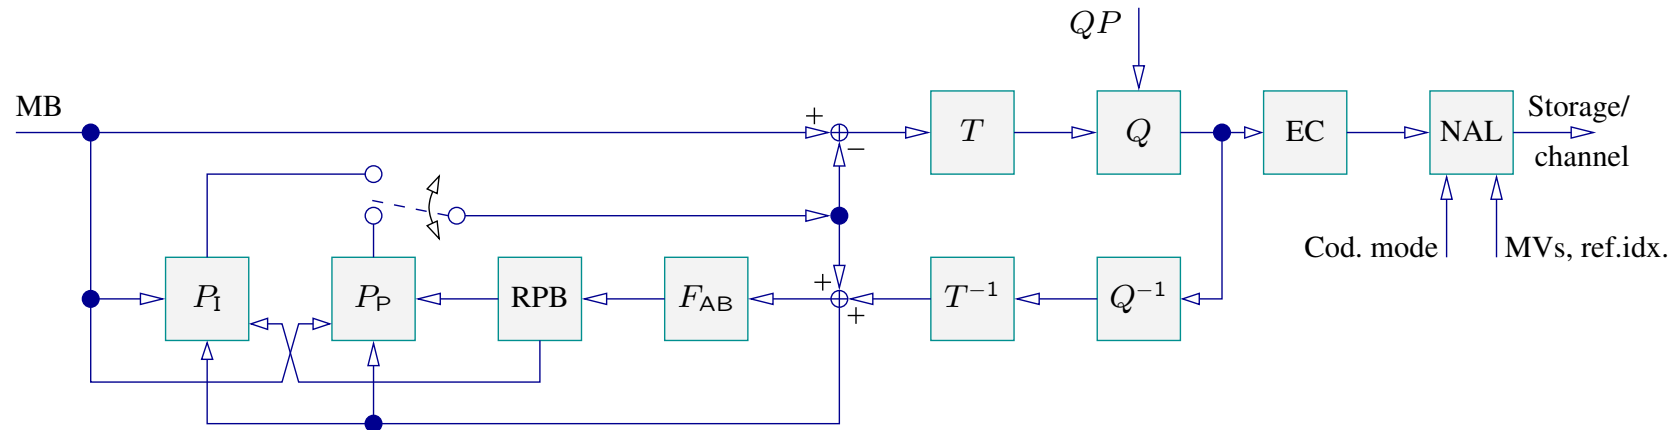 QP
MB
+
−
T
Q
EC
NAL
Storage/
channel
Cod. mode
MVs, ref.idx.
P_I
P_P
RPB
F_AB
+
+
T⁻¹
Q⁻¹